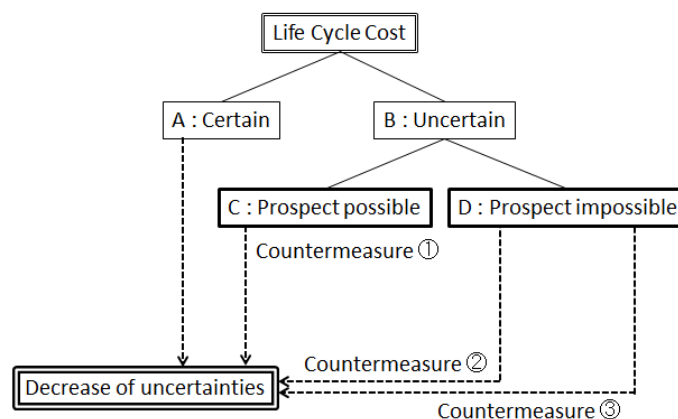 Life Cycle Cost
A : Certain
B : Uncertain
C : Prospect possible
D : Prospect impossible
Countermeasure ①
Countermeasure ②
Decrease of uncertainties
Countermeasure ③